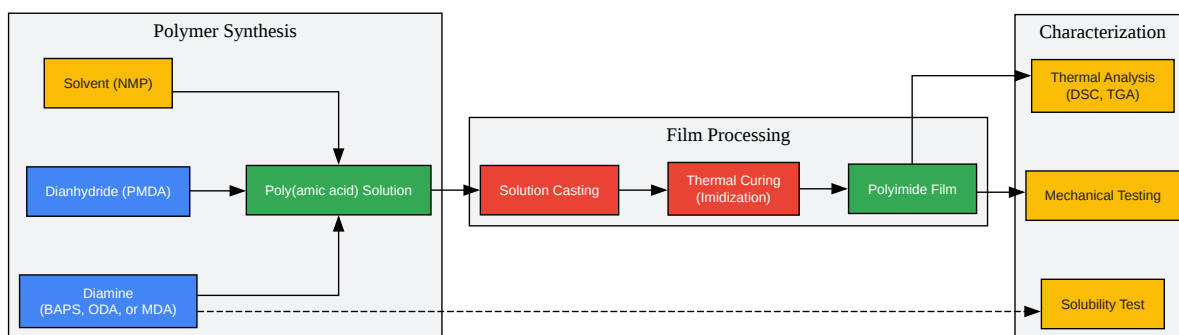 Polymer Synthesis
Solvent (NMP)
Dianhydride (PMDA)
Poly(amic acid) Solution
Diamine
(BAPS, ODA, or MDA)
Film Processing
Solution Casting
Thermal Curing
(Imidization)
Polyimide Film
Characterization
Thermal Analysis
(DSC, TGA)
Mechanical Testing
Solubility Test